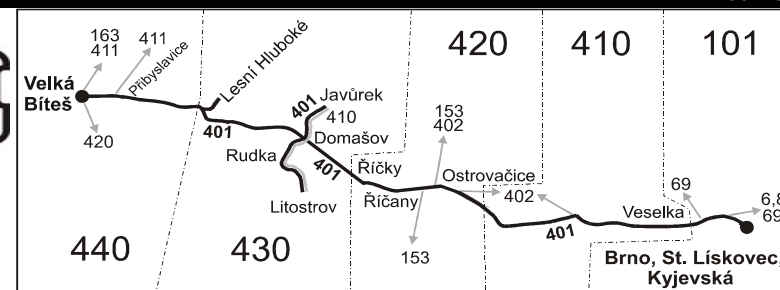 163
411
411
Přibyslavice
Lesní Hluboké
420
410
101
Velká
Bíteš
420
401
401
Javůrek
410
Domašov
Rudka
401
Litostrov
153
402
Říčky
Říčany
Ostrovačice
402
153
401
69
Veselka
6,8
69
440
430
Brno, St. Lískovec,
Kyjevská